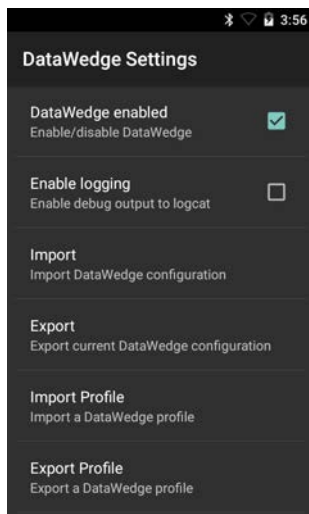 3:56
DataWedge Settings
DataWedge enabled
Enable/disable DataWedge
Enable logging
Enable debug output to logcat
Import
Import DataWedge configuration
Export
Export current DataWedge configuration
Import Profile
Import a DataWedge profile
Export Profile
Export a DataWedge profile